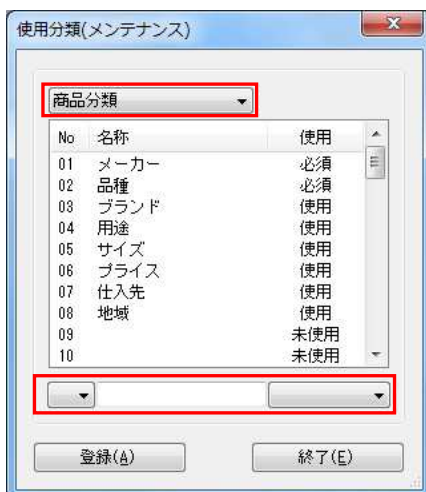 使用分類(メンテナンス)
商品分類
No 名称 使用
01 メーカー 必須
02 品種 必須
03 ブランド 使用
04 用途 使用
05 サイズ 使用
06 プライス 使用
07 仕入先 使用
08 地域 使用
09 未使用
10 未使用
登録(A) 終了(E)